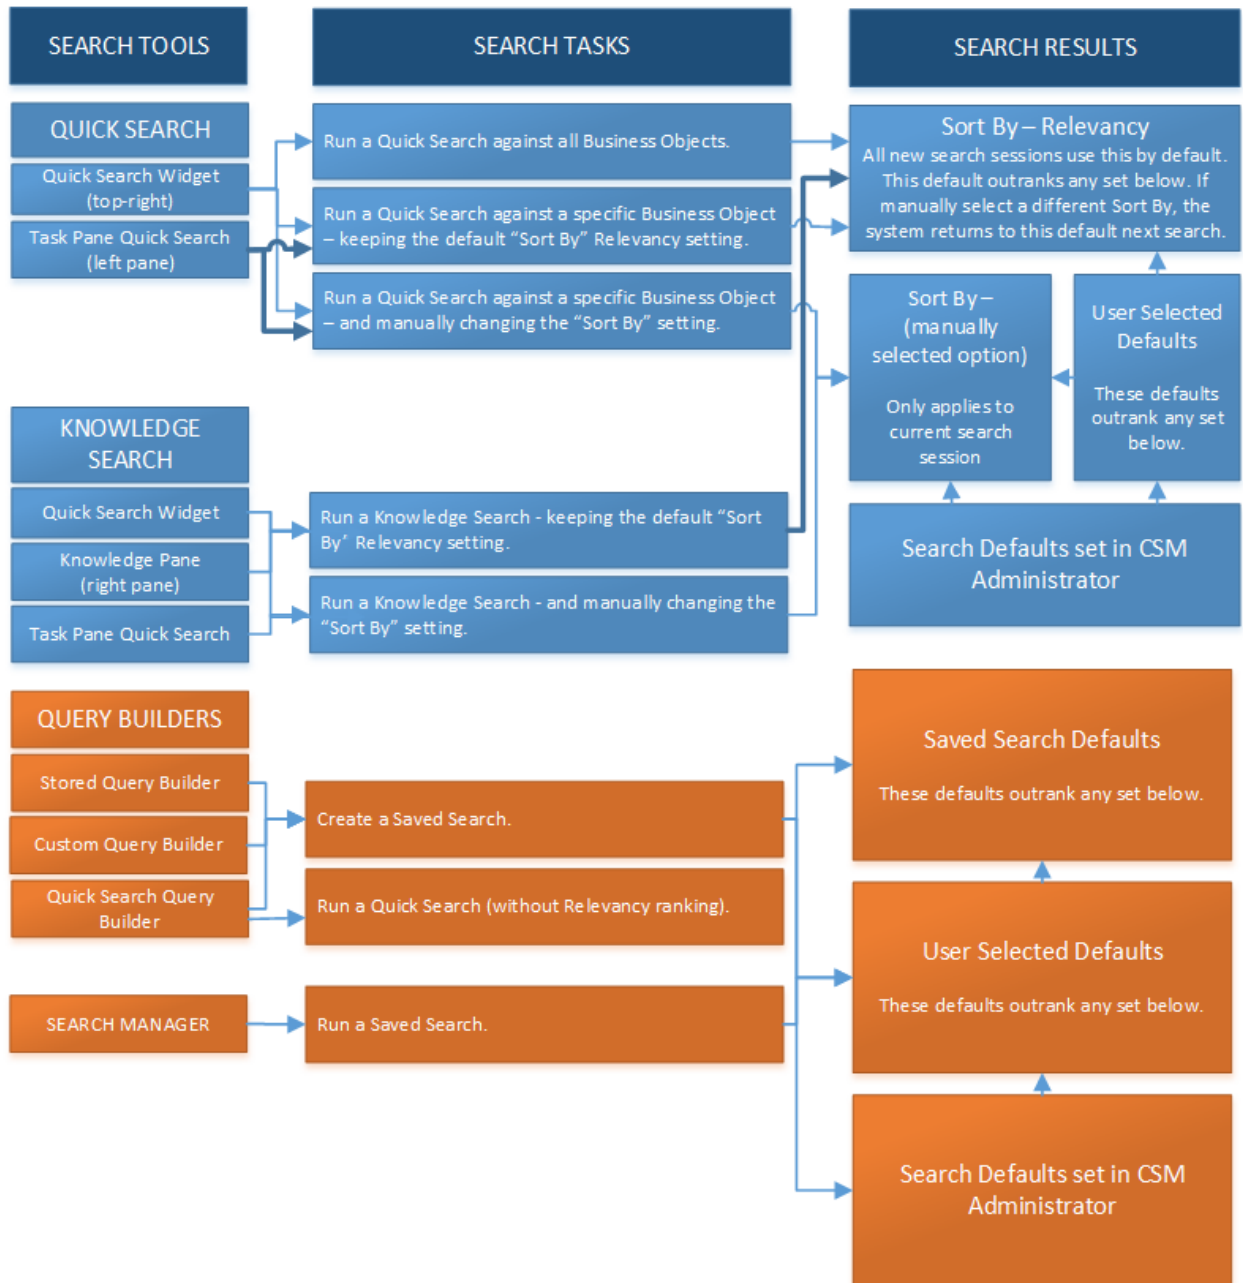 SEARCH TOOLS
SEARCH TASKS
SEARCH RESULTS
QUICK SEARCH
Quick Search Widget
(top-right)
Task Pane Quick Search
(left pane)
Run a Quick Search against all Business Objects.
Run a Quick Search against a specific Business Object
– keeping the default “Sort By” Relevancy setting.
Run a Quick Search against a specific Business Object
– and manually changing the “Sort By” setting.
Sort By – Relevancy
All new search sessions use this by default.
This default outranks any set below. If
manually select a different Sort By, the
system returns to this default next search.
Sort By –
(manually
selected option)
Only applies to
current search
session
User Selected
Defaults
These defaults
outrank any set
below.
Search Defaults set in CSM
Administrator
KNOWLEDGE
SEARCH
Quick Search Widget
Knowledge Pane
(right pane)
Task Pane Quick Search
Run a Knowledge Search - keeping the default “Sort
By’ Relevancy setting.
Run a Knowledge Search - and manually changing the
“Sort By” setting.
QUERY BUILDERS
Stored Query Builder
Custom Query Builder
Quick Search Query
Builder
Create a Saved Search.
Run a Quick Search (without Relevancy ranking).
SEARCH MANAGER
Run a Saved Search.
Saved Search Defaults
These defaults outrank any set below.
User Selected Defaults
These defaults outrank any set below.
Search Defaults set in CSM
Administrator